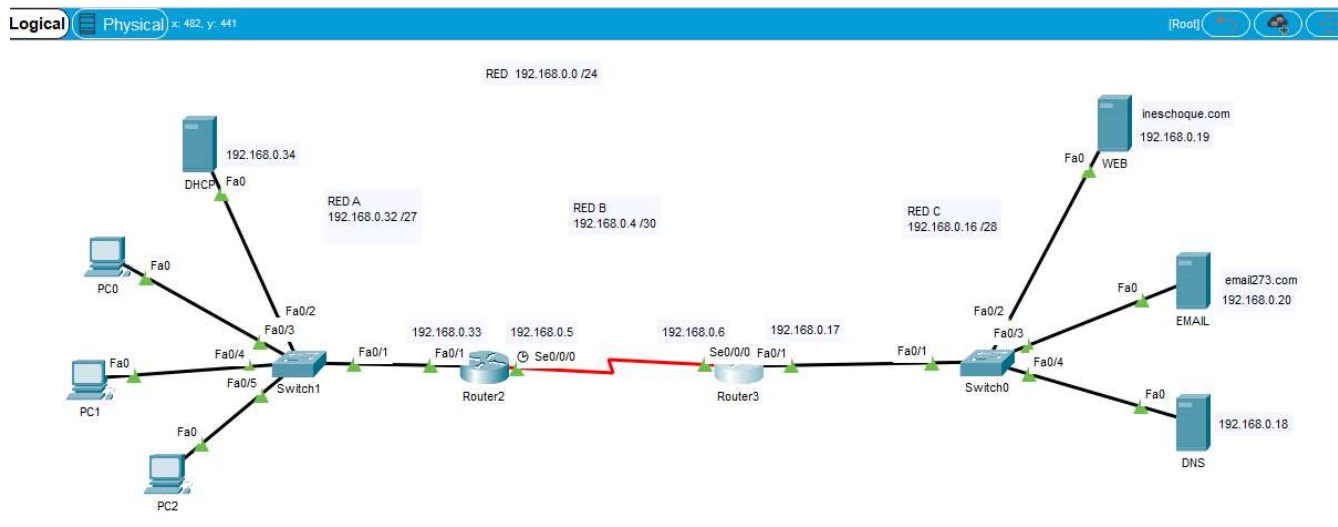 Logical Physical x: 482, y: 441 [Root]
RED 192.168.0.0 /24
DHCP
192.168.0.34
Fa0
RED A
192.168.0.32 /27
RED B
192.168.0.4 /30
RED C
192.168.0.16 /28
ineschoque.com
192.168.0.19
Fa0
WEB
Fa0
PC0
Fa0
PC1
Fa0
PC2
Fa0/2
Fa0/3
Fa0/4
Fa0/5
Switch1
Fa0/1
192.168.0.33
Fa0/1
192.168.0.5
Se0/0/0
Router2
192.168.0.6
Se0/0/0
192.168.0.17
Fa0/1
Router3
Fa0/1
Fa0/2
Fa0/3
Fa0/4
Switch0
Fa0
email273.com
192.168.0.20
EMAIL
Fa0
192.168.0.18
DNS